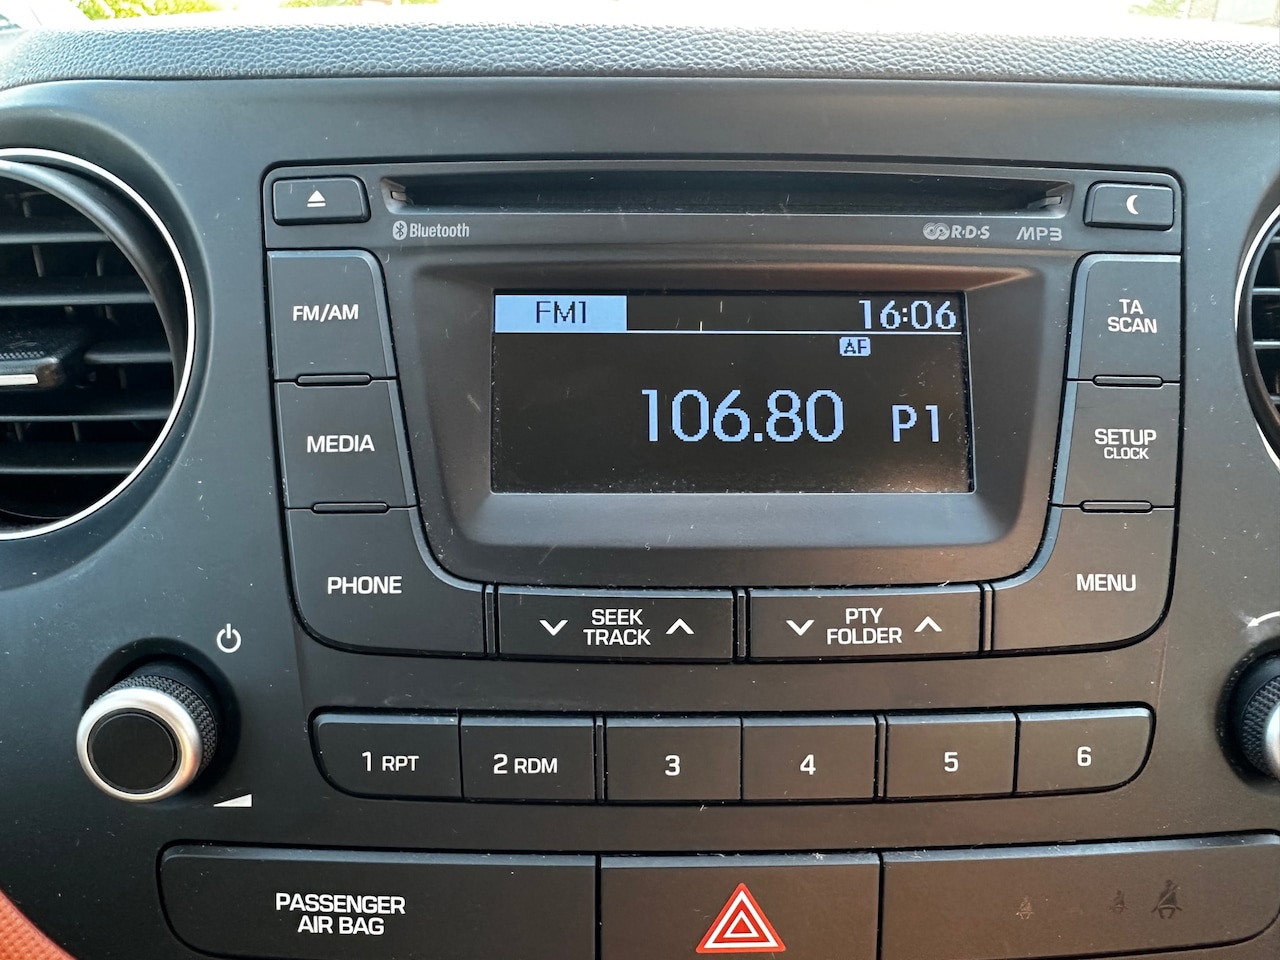 Bluetooth
R·D·S
MP3
FM/AM
FM1
16:06
TA
SCAN
AF
106.80 P1
MEDIA
SETUP
CLOCK
PHONE
SEEK
TRACK
PTY
FOLDER
MENU
1 RPT
2 RDM
3
4
5
6
PASSENGER
AIR BAG